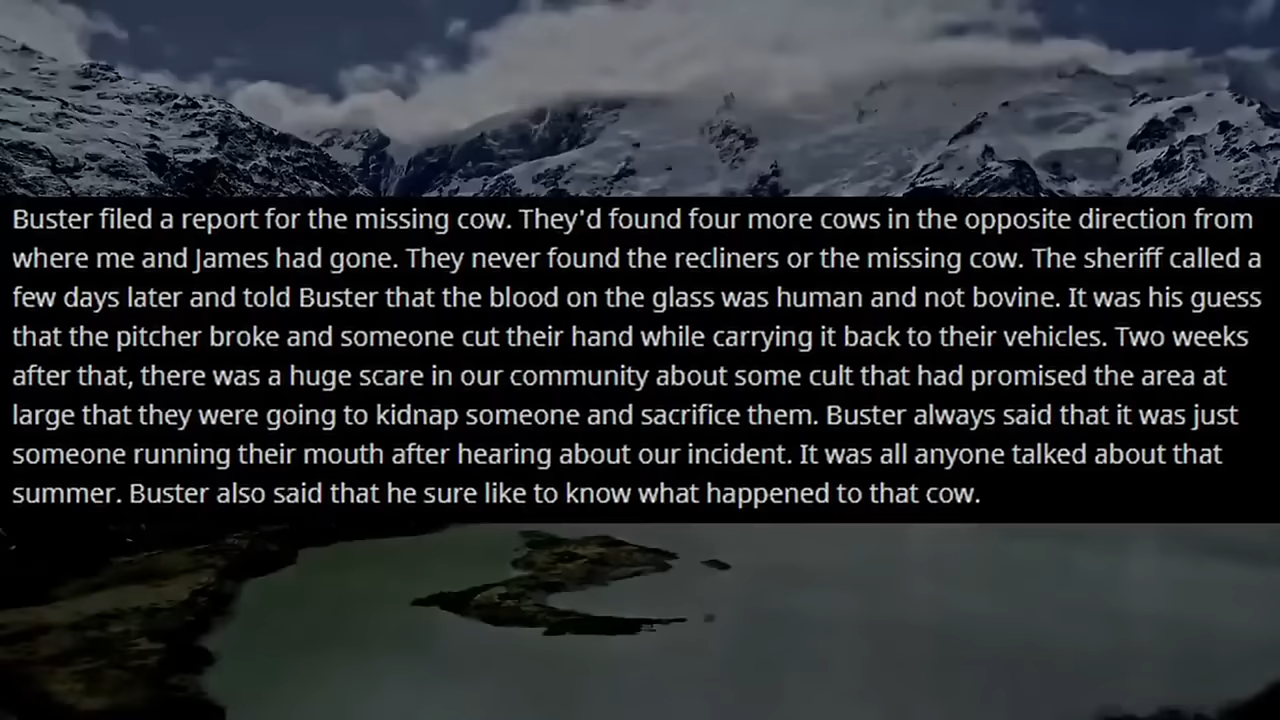 Buster filed a report for the missing cow. They'd found four more cows in the opposite direction from
where me and James had gone. They never found the recliners or the missing cow. The sheriff called a
few days later and told Buster that the blood on the glass was human and not bovine. It was his guess
that the pitcher broke and someone cut their hand while carrying it back to their vehicles. Two weeks
after that, there was a huge scare in our community about some cult that had promised the area at
large that they were going to kidnap someone and sacrifice them. Buster always said that it was just
someone running their mouth after hearing about our incident. It was all anyone talked about that
summer. Buster also said that he sure like to know what happened to that cow.